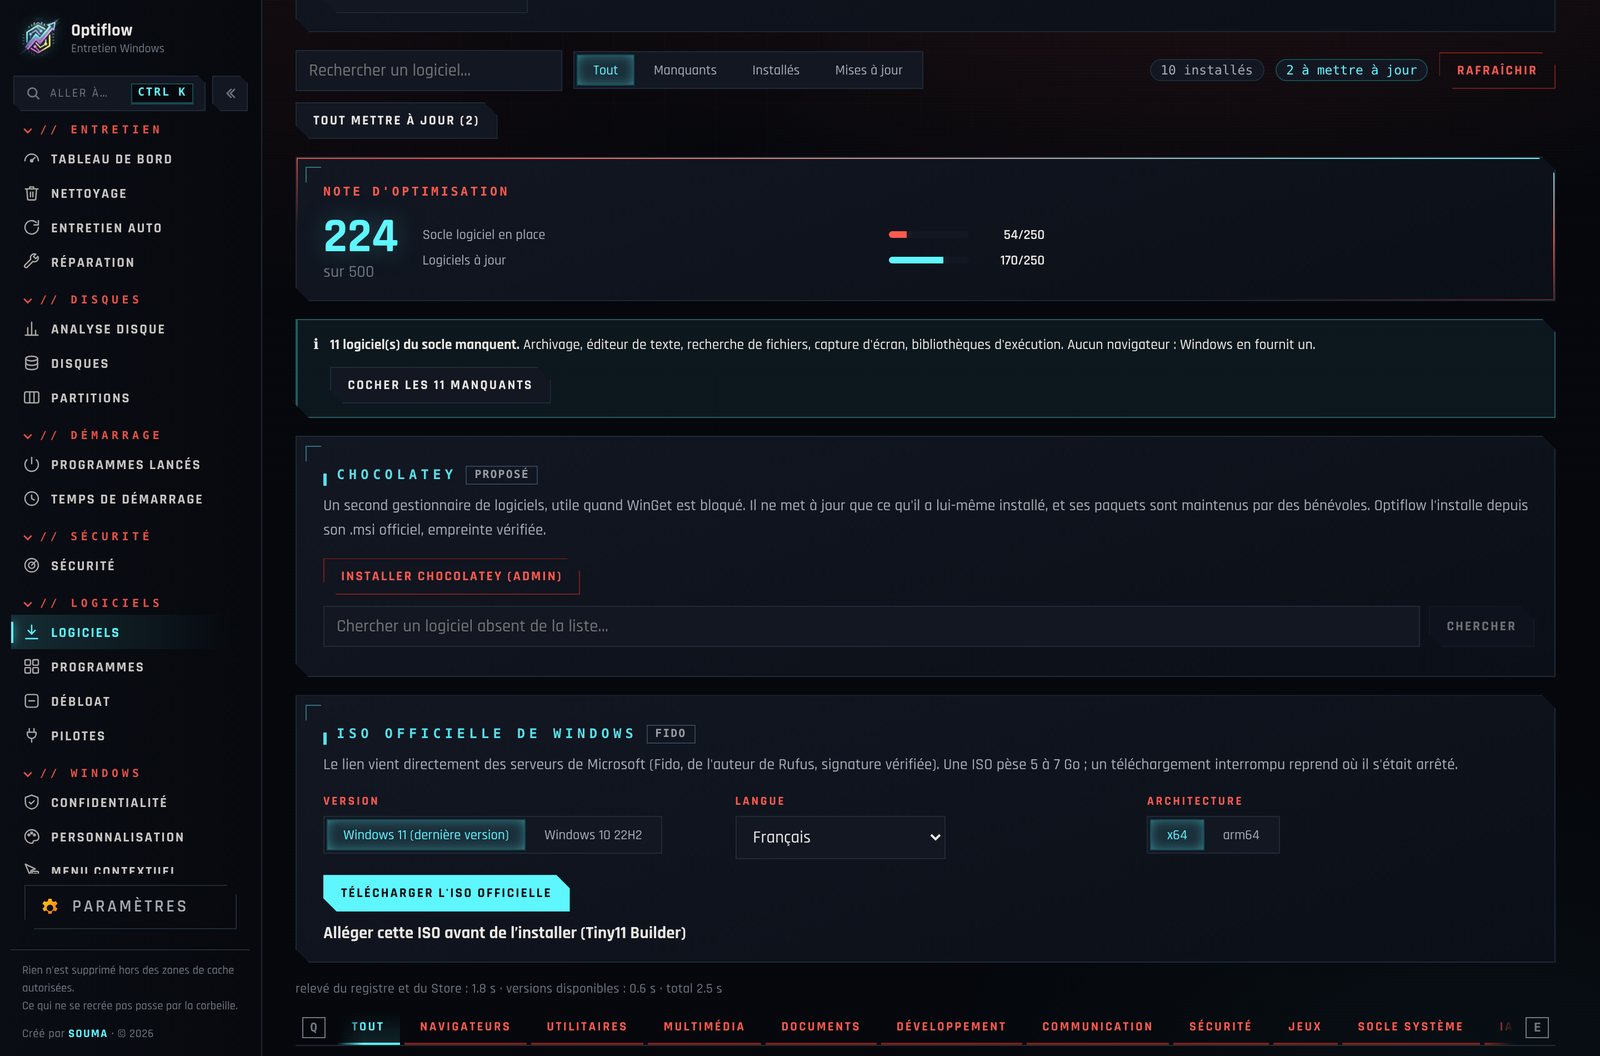 Optiflow
Entretien Windows
ALLER À... CTRL K «
// ENTRETIEN
TABLEAU DE BORD
NETTOYAGE
ENTRETIEN AUTO
RÉPARATION
// DISQUES
ANALYSE DISQUE
DISQUES
PARTITIONS
// DÉMARRAGE
PROGRAMMES LANCÉS
TEMPS DE DÉMARRAGE
// SÉCURITÉ
SÉCURITÉ
// LOGICIELS
LOGICIELS
PROGRAMMES
DÉBLOAT
PILOTES
// WINDOWS
CONFIDENTIALITÉ
PERSONNALISATION
MENU CONTEXTUEL
PARAMÈTRES
Rien n'est supprimé hors des zones de cache
autorisées.
Ce qui ne se recrée pas passe par la corbeille.
Créé par SOUMA · © 2026
Rechercher un logiciel...
Tout Manquants Installés Mises à jour
10 installés 2 à mettre à jour RAFRAÎCHIR
TOUT METTRE À JOUR (2)
NOTE D'OPTIMISATION
224
sur 500
Socle logiciel en place 54/250
Logiciels à jour 170/250
i 11 logiciel(s) du socle manquent. Archivage, éditeur de texte, recherche de fichiers, capture d'écran, bibliothèques d'exécution. Aucun navigateur : Windows en fournit un.
COCHER LES 11 MANQUANTS
CHOCOLATEY PROPOSÉ
Un second gestionnaire de logiciels, utile quand WinGet est bloqué. Il ne met à jour que ce qu'il a lui-même installé, et ses paquets sont maintenus par des bénévoles. Optiflow l'installe depuis
son .msi officiel, empreinte vérifiée.
INSTALLER CHOCOLATEY (ADMIN)
Chercher un logiciel absent de la liste... CHERCHER
ISO OFFICIELLE DE WINDOWS FIDO
Le lien vient directement des serveurs de Microsoft (Fido, de l'auteur de Rufus, signature vérifiée). Une ISO pèse 5 à 7 Go ; un téléchargement interrompu reprend où il s'était arrêté.
VERSION LANGUE ARCHITECTURE
Windows 11 (dernière version) Windows 10 22H2 Français x64 arm64
TÉLÉCHARGER L'ISO OFFICIELLE
Alléger cette ISO avant de l'installer (Tiny11 Builder)
relevé du registre et du Store : 1.8 s · versions disponibles : 0.6 s · total 2.5 s
Q TOUT NAVIGATEURS UTILITAIRES MULTIMÉDIA DOCUMENTS DÉVELOPPEMENT COMMUNICATION SÉCURITÉ JEUX SOCLE SYSTÈME IA E